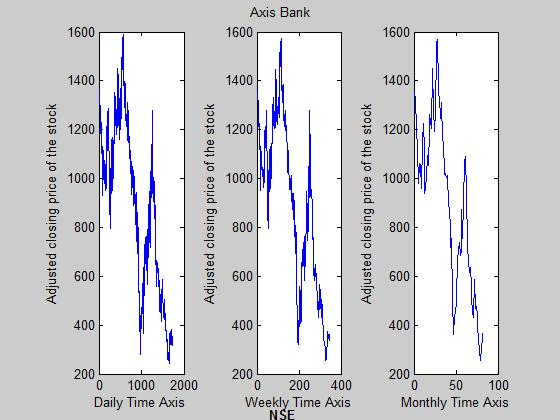 Axis Bank
Adjusted closing price of the stock
1600
1400
1200
1000
800
600
400
200
0 1000 2000
Daily Time Axis
Adjusted closing price of the stock
1600
1400
1200
1000
800
600
400
200
0 200 400
Weekly Time Axis
Adjusted closing price of the stock
1600
1400
1200
1000
800
600
400
200
0 50 100
Monthly Time Axis
NSE